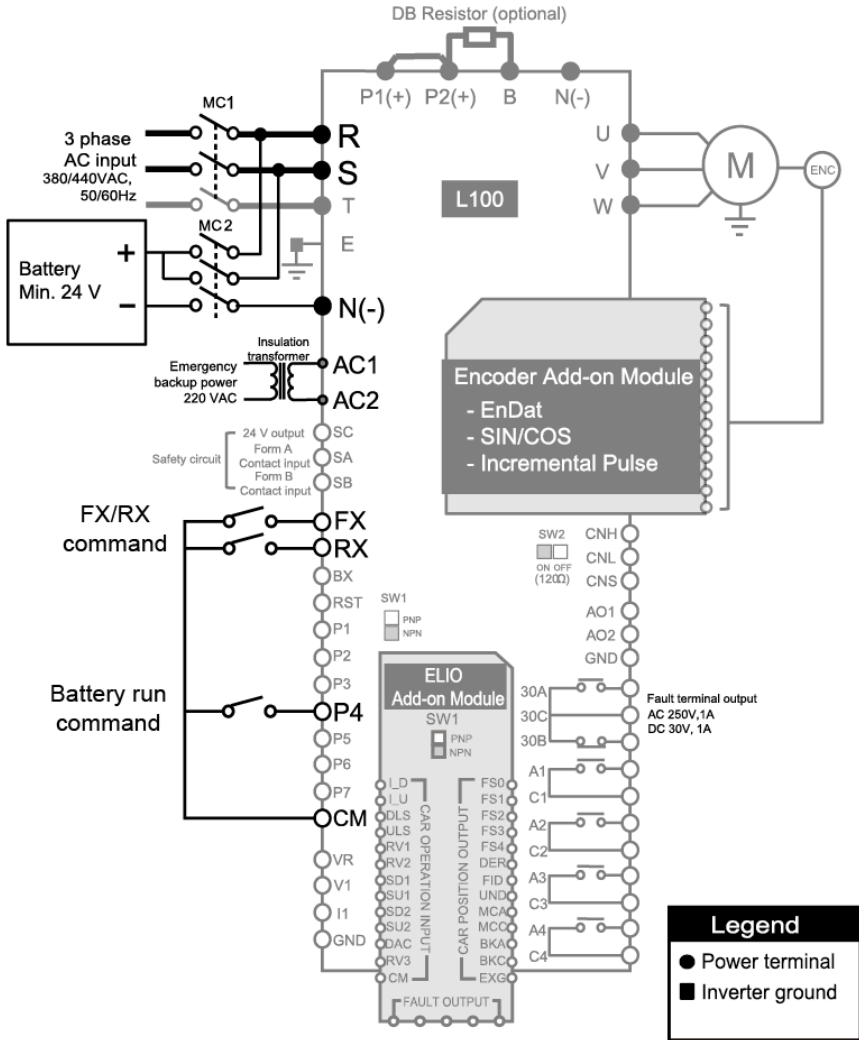 DB Resistor (optional)
P1(+)
P2(+)
B
N(-)
MC1
3 phase
AC input
380/440VAC,
50/60Hz
R
S
T
E
MC2
+
Battery
Min. 24 V
−
N(-)
L100
U
V
W
M
ENC
Insulation
transformer
Emergency
backup power
220 VAC
AC1
AC2
Encoder Add-on Module
- EnDat
- SIN/COS
- Incremental Pulse
Safety circuit
24 V output
Form A
Contact input
Form B
Contact input
SC
SA
SB
FX/RX
command
FX
RX
BX
RST
P1
P2
P3
Battery run
command
P4
P5
P6
P7
CM
VR
V1
I1
GND
SW1
PNP
NPN
SW2
ON OFF
(120Ω)
CNH
CNL
CNS
AO1
AO2
GND
ELIO
Add-on Module
SW1
PNP
NPN
I_D
I_U
DLS
ULS
RV1
RV2
SD1
SU1
SD2
SU2
DAC
RV3
CM
CAR OPERATION INPUT
CAR POSITION OUTPUT
FS0
FS1
FS2
FS3
FS4
DER
FID
UND
MCA
MCC
BKA
BKC
EXG
FAULT OUTPUT
30A
30C
30B
Fault terminal output
AC 250V,1A
DC 30V, 1A
A1
C1
A2
C2
A3
C3
A4
C4
Legend
Power terminal
Inverter ground